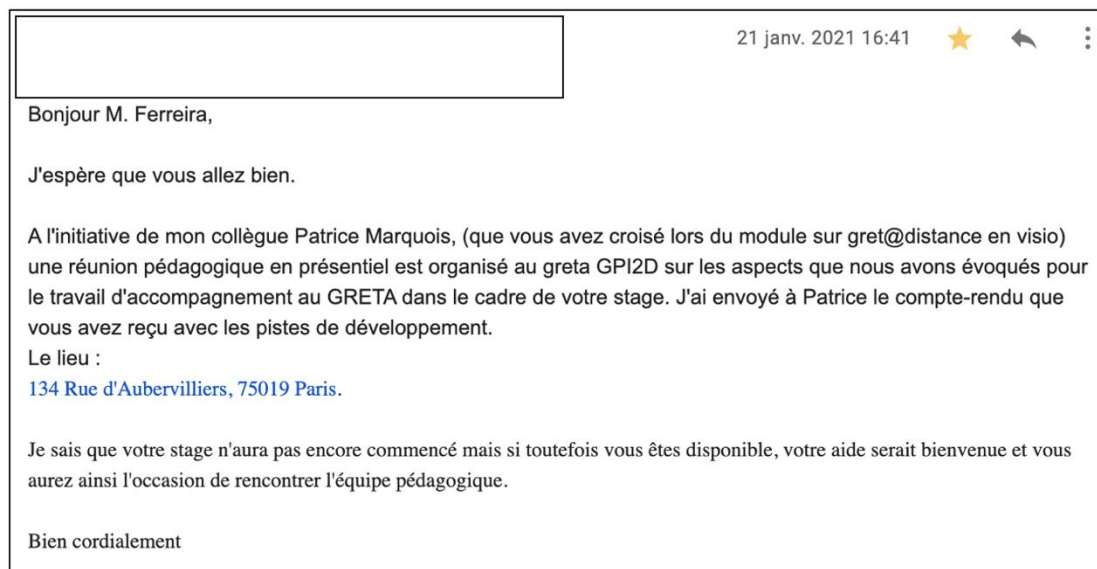 21 janv. 2021 16:41
Bonjour M. Ferreira,
J'espère que vous allez bien.
A l'initiative de mon collègue Patrice Marquois, (que vous avez croisé lors du module sur gret@distance en visio)
une réunion pédagogique en présentiel est organisé au greta GPI2D sur les aspects que nous avons évoqués pour
le travail d'accompagnement au GRETA dans le cadre de votre stage. J'ai envoyé à Patrice le compte-rendu que
vous avez reçu avec les pistes de développement.
Le lieu :
134 Rue d'Aubervilliers, 75019 Paris.
Je sais que votre stage n'aura pas encore commencé mais si toutefois vous êtes disponible, votre aide serait bienvenue et vous
aurez ainsi l'occasion de rencontrer l'équipe pédagogique.
Bien cordialement